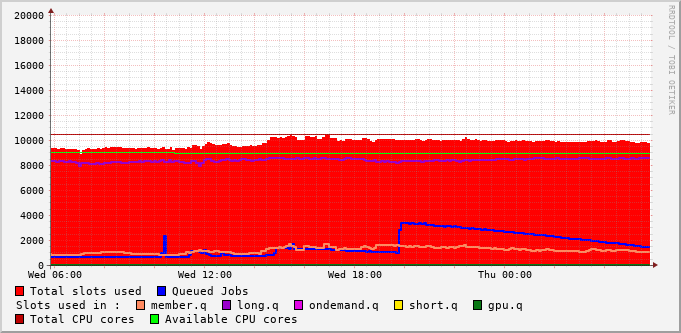 20000
18000
16000
14000
12000
10000
8000
6000
4000
2000
0
Wed 06:00 Wed 12:00 Wed 18:00 Thu 00:00
Total slots used Queued Jobs
Slots used in : member.q long.q ondemand.q short.q gpu.q
Total CPU cores Available CPU cores
RRDTOOL / TOBI OETIKER